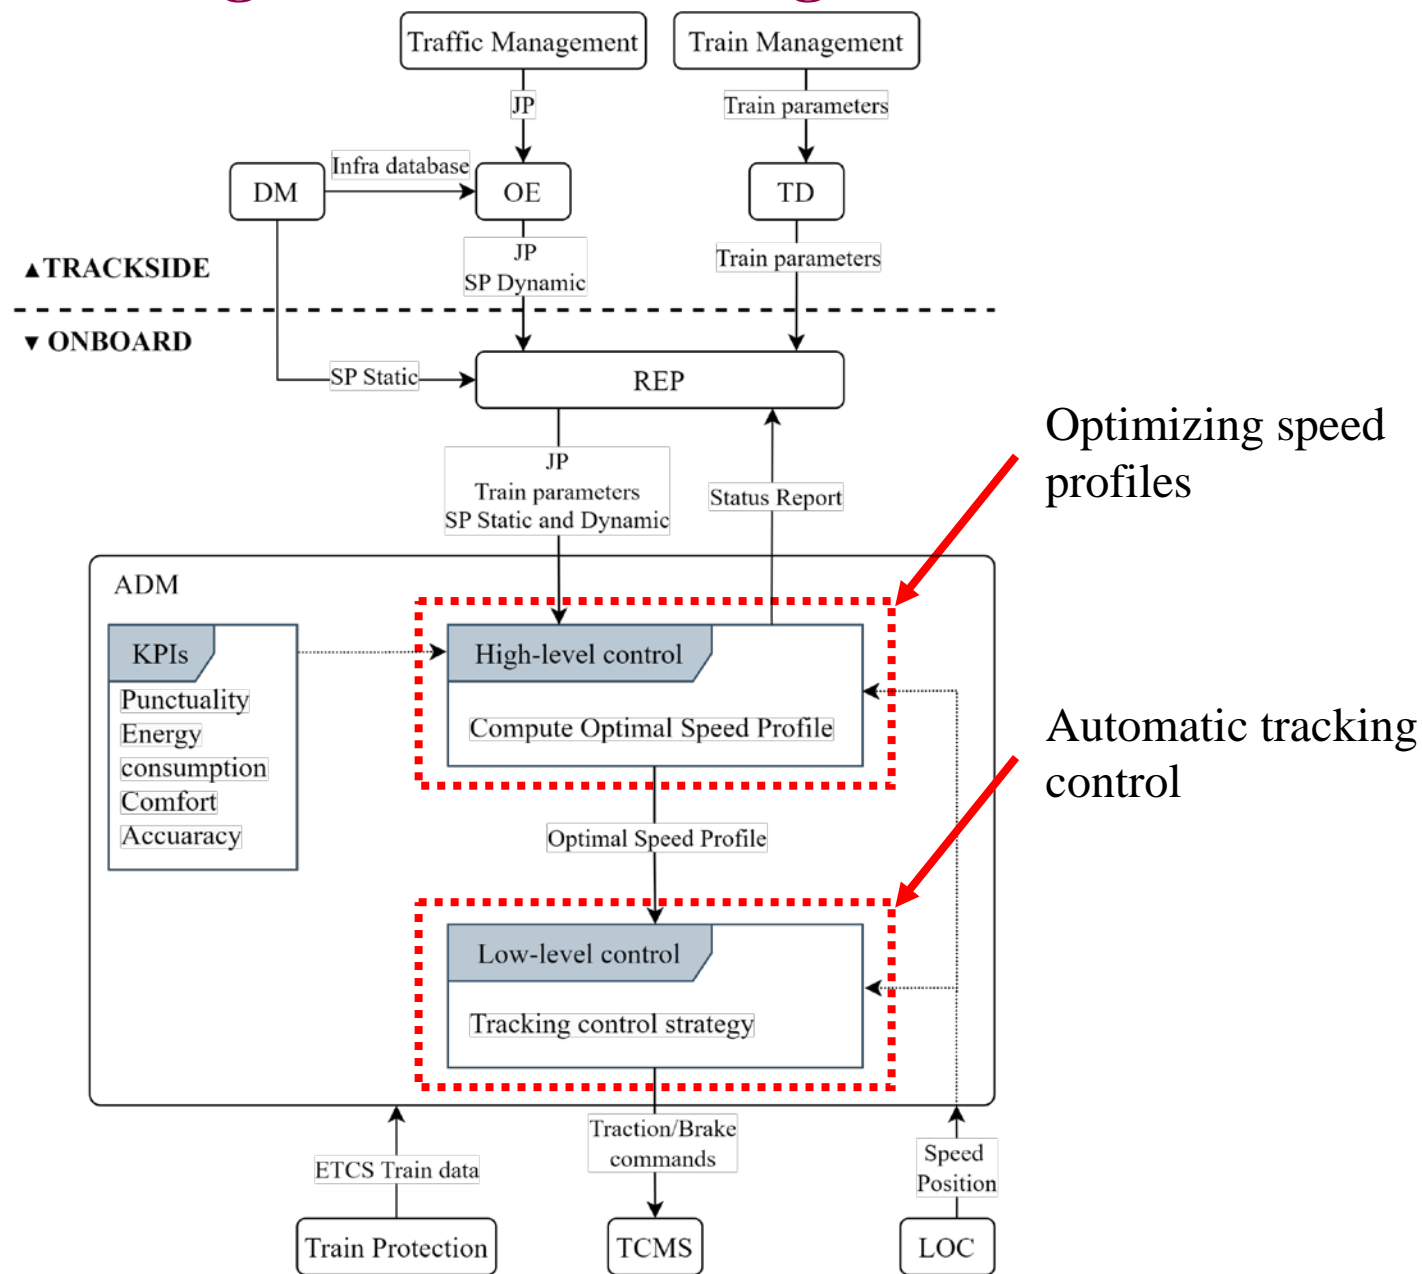 Traffic Management
Train Management
JP
Train parameters
Infra database
DM
OE
TD
JP
SP Dynamic
Train parameters
▲TRACKSIDE
▼ ONBOARD
SP Static
REP
Optimizing speed
profiles
JP
Train parameters
SP Static and Dynamic
Status Report
ADM
KPIs
Punctuality
Energy
consumption
Comfort
Accuaracy
High-level control
Compute Optimal Speed Profile
Automatic tracking
control
Optimal Speed Profile
Low-level control
Tracking control strategy
Traction/Brake
commands
ETCS Train data
Speed
Position
Train Protection
TCMS
LOC